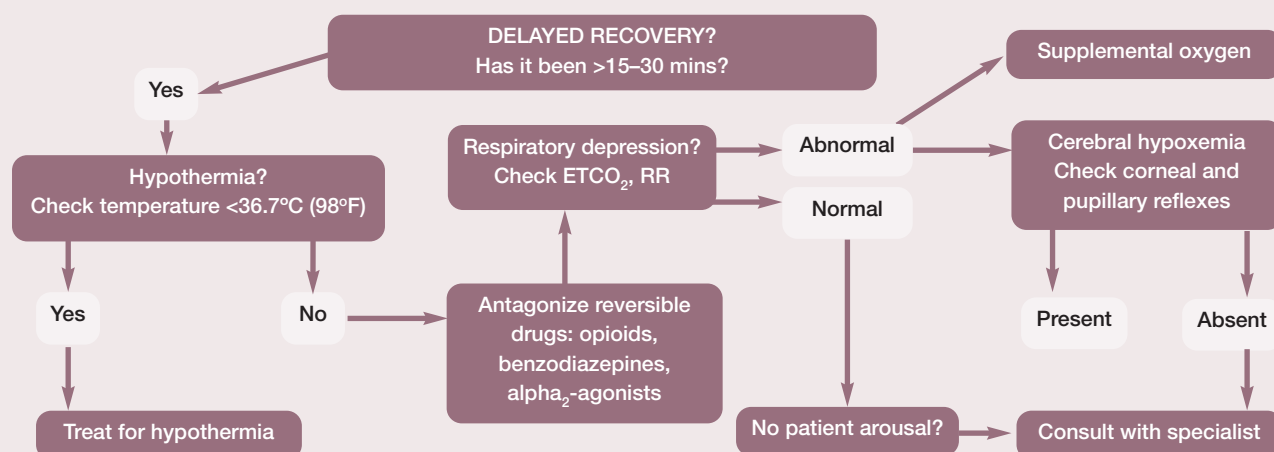 DELAYED RECOVERY?
Has it been >15–30 mins?
Yes
Hypothermia?
Check temperature <36.7ºC (98ºF)
Yes
No
Treat for hypothermia
Antagonize reversible
drugs: opioids,
benzodiazepines,
alpha₂-agonists
Respiratory depression?
Check ETCO₂, RR
Abnormal
Normal
Supplemental oxygen
Cerebral hypoxemia
Check corneal and
pupillary reflexes
Present
Absent
No patient arousal?
Consult with specialist